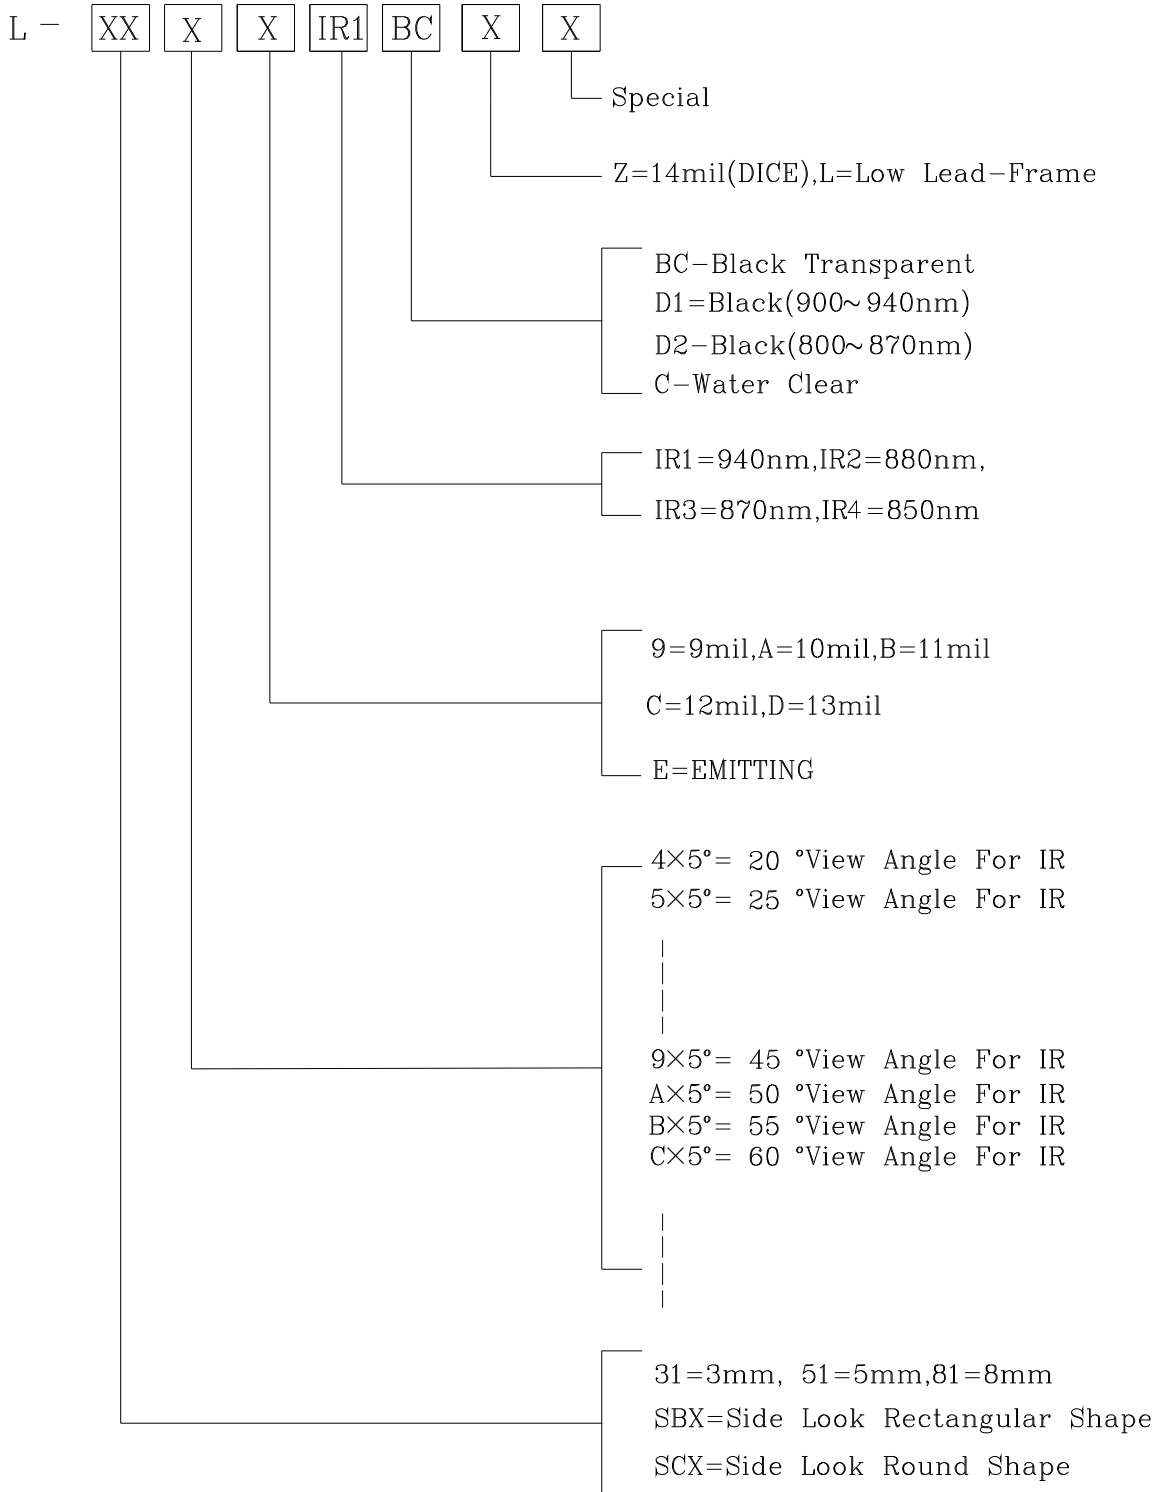 L- XX X X IR1 BC X X
Special
Z=14mil(DICE),L=Low Lead-Frame
BC-Black Transparent
D1=Black(900~940nm)
D2-Black(800~870nm)
C-Water Clear
IR1=940nm,IR2=880nm,
IR3=870nm,IR4=850nm
9=9mil,A=10mil,B=11mil
C=12mil,D=13mil
E=EMITTING
4×5°= 20 °View Angle For IR
5×5°= 25 °View Angle For IR
9×5°= 45 °View Angle For IR
A×5°= 50 °View Angle For IR
B×5°= 55 °View Angle For IR
C×5°= 60 °View Angle For IR
31=3mm, 51=5mm,81=8mm
SBX=Side Look Rectangular Shape
SCX=Side Look Round Shape